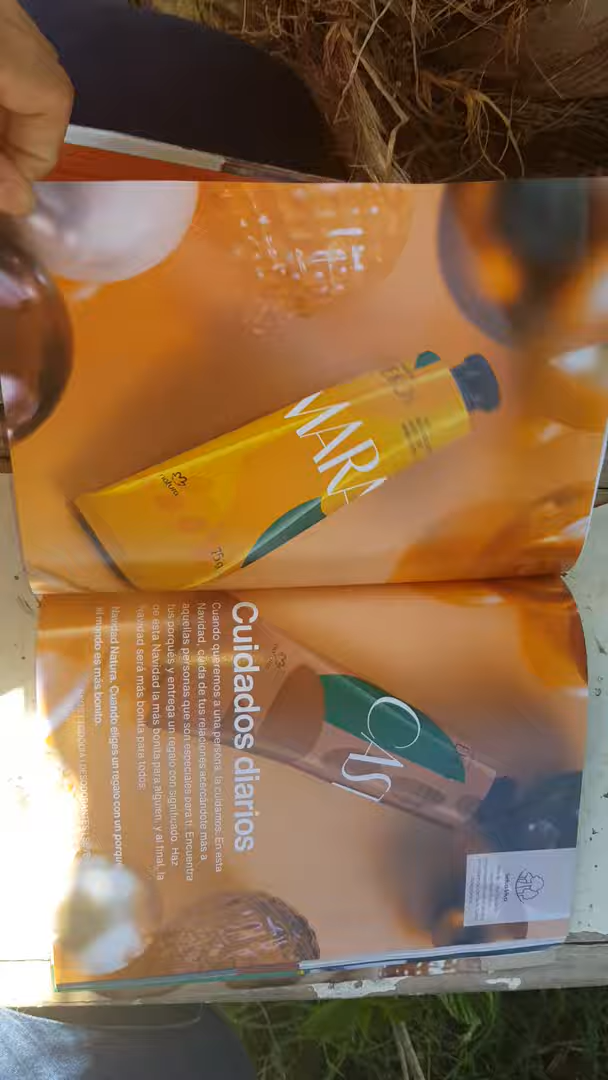 MARA
natura
75g
Cuidados diarios
Cuando queremos a una persona, la cuidamos. En esta
Navidad, cuida de tus relaciones acercándote más a
aquellas personas que son especiales para ti. Encuentra
tus porqués y entrega un regalo con significado. Haz
de esta Navidad la más bonita para alguien, y al final, la
Navidad será más bonita para todos.
Navidad Natura. Cuando eliges un regalo con un porqué
el mundo es más bonito.
CAS